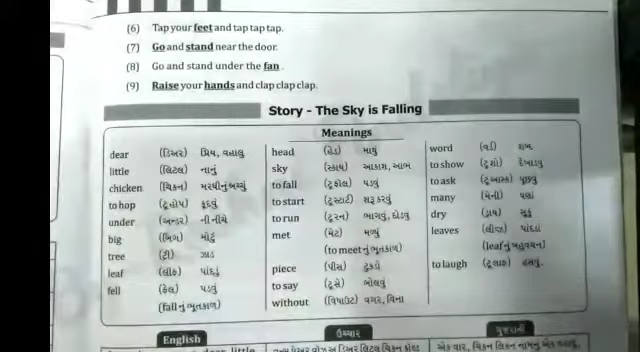 (6) Tap your feet and tap tap tap.
(7) Go and stand near the door.
(8) Go and stand under the fan.
(9) Raise your hands and clap clap clap.
Story - The Sky is Falling
Meanings
dear (ડિઅર) પ્રિય, વહાલુ
little (લિટલ) નાનું
chicken (ચિકન) મરઘીનું બચ્ચું
to hop (ટૂ હોપ) કૂદવું
under (અન્ડર) ની નીચે
big (બિગ) મોટું
tree (ટ્રી) ઝાડ
leaf (લીફ) પાંદડું
fell (ફેલ) પડવું
(fall નું ભૂતકાળ)
head (હેડ) માથું
sky (સ્કાય) આકાશ, આભ
to fall (ટૂ ફોલ) પડવું
to start (ટૂ સ્ટાર્ટ) શરૂ કરવું
to run (ટૂ રન) ભાગવું, દોડવું
met (મેટ) મળ્યું
(to meet નું ભૂતકાળ)
piece (પીસ) ટુકડો
to say (ટૂ સે) બોલવું
without (વિધાઉટ) વગર, વિના
word (વર્ડ) શબ્દ
to show (ટૂ શો) દેખાડવું
to ask (ટૂ આસ્ક) પૂછવું
many (મેની) ઘણાં
dry (ડ્રાય) સૂકું
leaves (લીવ્ઝ) પાંદડાં
(leaf નું બહુવચન)
to laugh (ટૂ લાફ) હસવું.
English ઉચ્ચાર ગુજરાતી